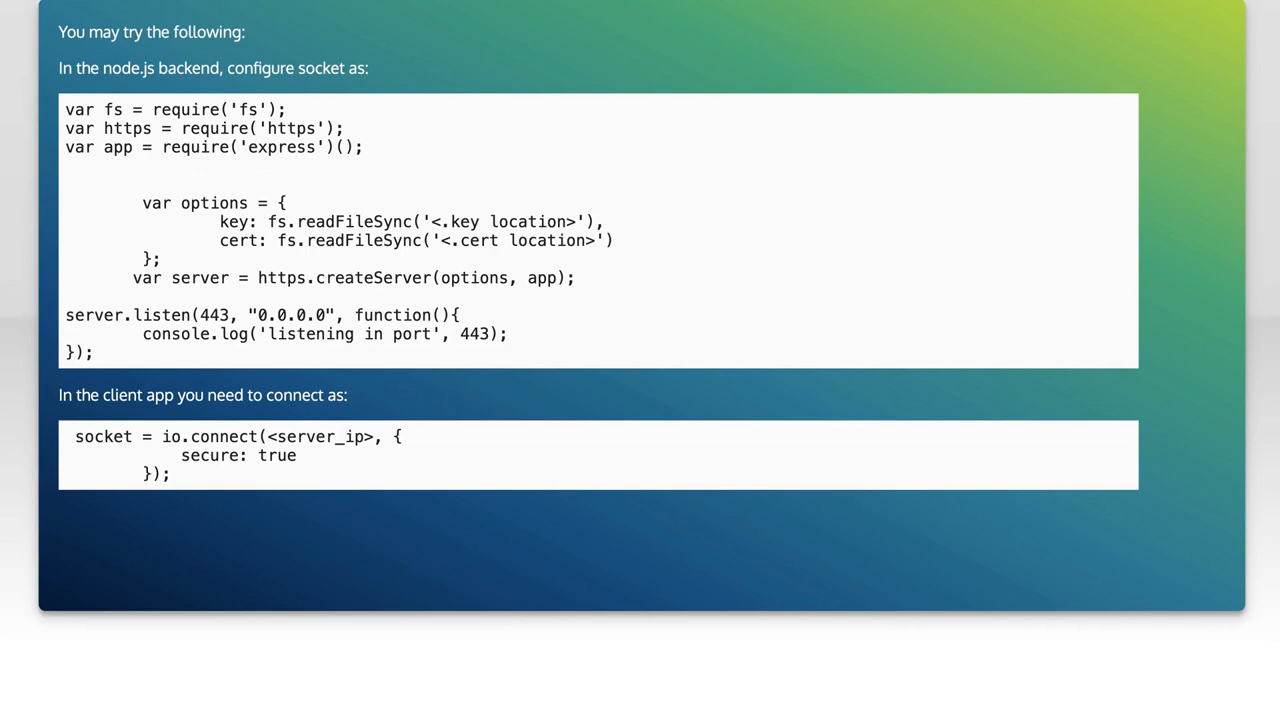 You may try the following:
In the node.js backend, configure socket as:
var fs = require('fs');
var https = require('https');
var app = require('express')();
var options = {
key: fs.readFileSync('<.key location>'),
cert: fs.readFileSync('<.cert location>')
};
var server = https.createServer(options, app);
server.listen(443, "0.0.0.0", function(){
console.log('listening in port', 443);
});
In the client app you need to connect as:
socket = io.connect(<server_ip>, {
secure: true
});